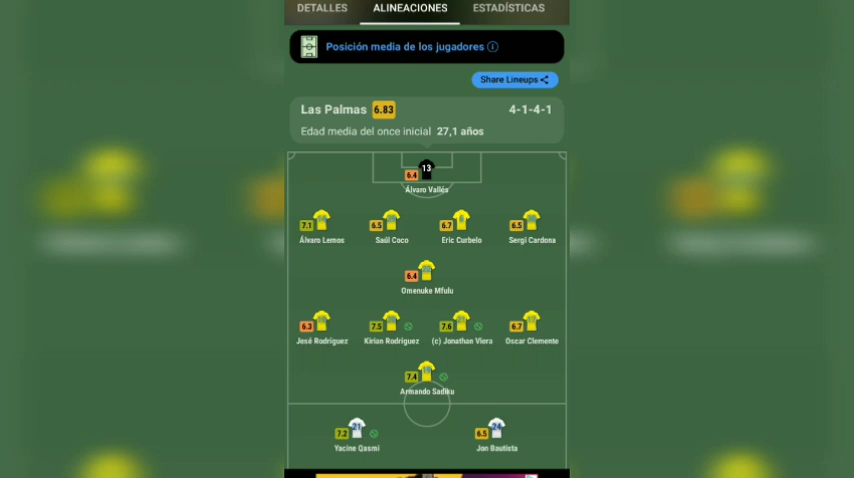 DETALLES ALINEACIONES ESTADÍSTICAS
Posición media de los jugadores
Share Lineups
Las Palmas 6.83 4-1-4-1
Edad media del once inicial 27,1 años
13
6.4
Álvaro Vallés
7.1 6.5 6.7 6.5
Álvaro Lemos Saúl Coco Eric Curbelo Sergi Cardona
6.4
Omenuke Mfulu
6.3 7.5 7.6 6.7
José Rodríguez Kirian Rodríguez (c) Jonathan Viera Oscar Clemente
7.4
Armando Sadiku
21 24
7.2 6.5
Yacine Qasmi Jon Bautista